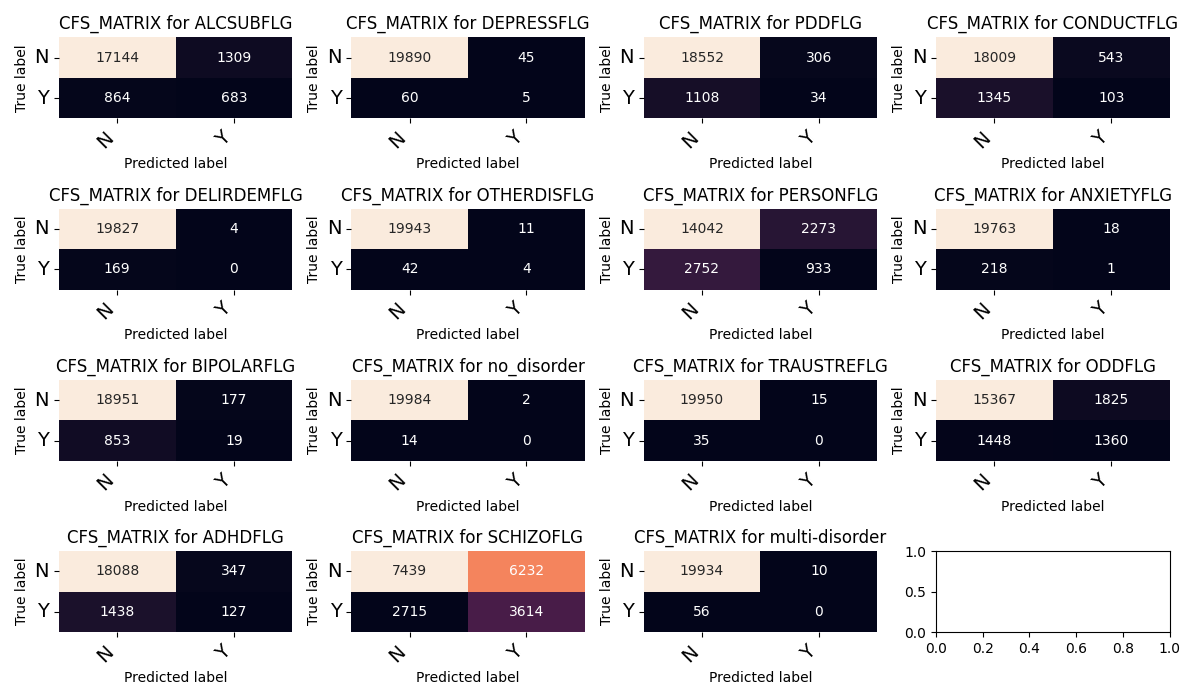 CFS_MATRIX for ALCSUBFLG
True label
N
17144 1309
Y
864 683
N Y
Predicted label
CFS_MATRIX for DEPRESSFLG
True label
N
19890 45
Y
60 5
N Y
Predicted label
CFS_MATRIX for PDDFLG
True label
N
18552 306
Y
1108 34
N Y
Predicted label
CFS_MATRIX for CONDUCTFLG
True label
N
18009 543
Y
1345 103
N Y
Predicted label
CFS_MATRIX for DELIRDEMFLG
True label
N
19827 4
Y
169 0
N Y
Predicted label
CFS_MATRIX for OTHERDISFLG
True label
N
19943 11
Y
42 4
N Y
Predicted label
CFS_MATRIX for PERSONFLG
True label
N
14042 2273
Y
2752 933
N Y
Predicted label
CFS_MATRIX for ANXIETYFLG
True label
N
19763 18
Y
218 1
N Y
Predicted label
CFS_MATRIX for BIPOLARFLG
True label
N
18951 177
Y
853 19
N Y
Predicted label
CFS_MATRIX for no_disorder
True label
N
19984 2
Y
14 0
N Y
Predicted label
CFS_MATRIX for TRAUSTREFLG
True label
N
19950 15
Y
35 0
N Y
Predicted label
CFS_MATRIX for ODDFLG
True label
N
15367 1825
Y
1448 1360
N Y
Predicted label
CFS_MATRIX for ADHDFLG
True label
N
18088 347
Y
1438 127
N Y
Predicted label
CFS_MATRIX for SCHIZOFLG
True label
N
7439 6232
Y
2715 3614
N Y
Predicted label
CFS_MATRIX for multi-disorder
True label
N
19934 10
Y
56 0
N Y
Predicted label
1.0
0.5
0.0
0.0 0.2 0.4 0.6 0.8 1.0